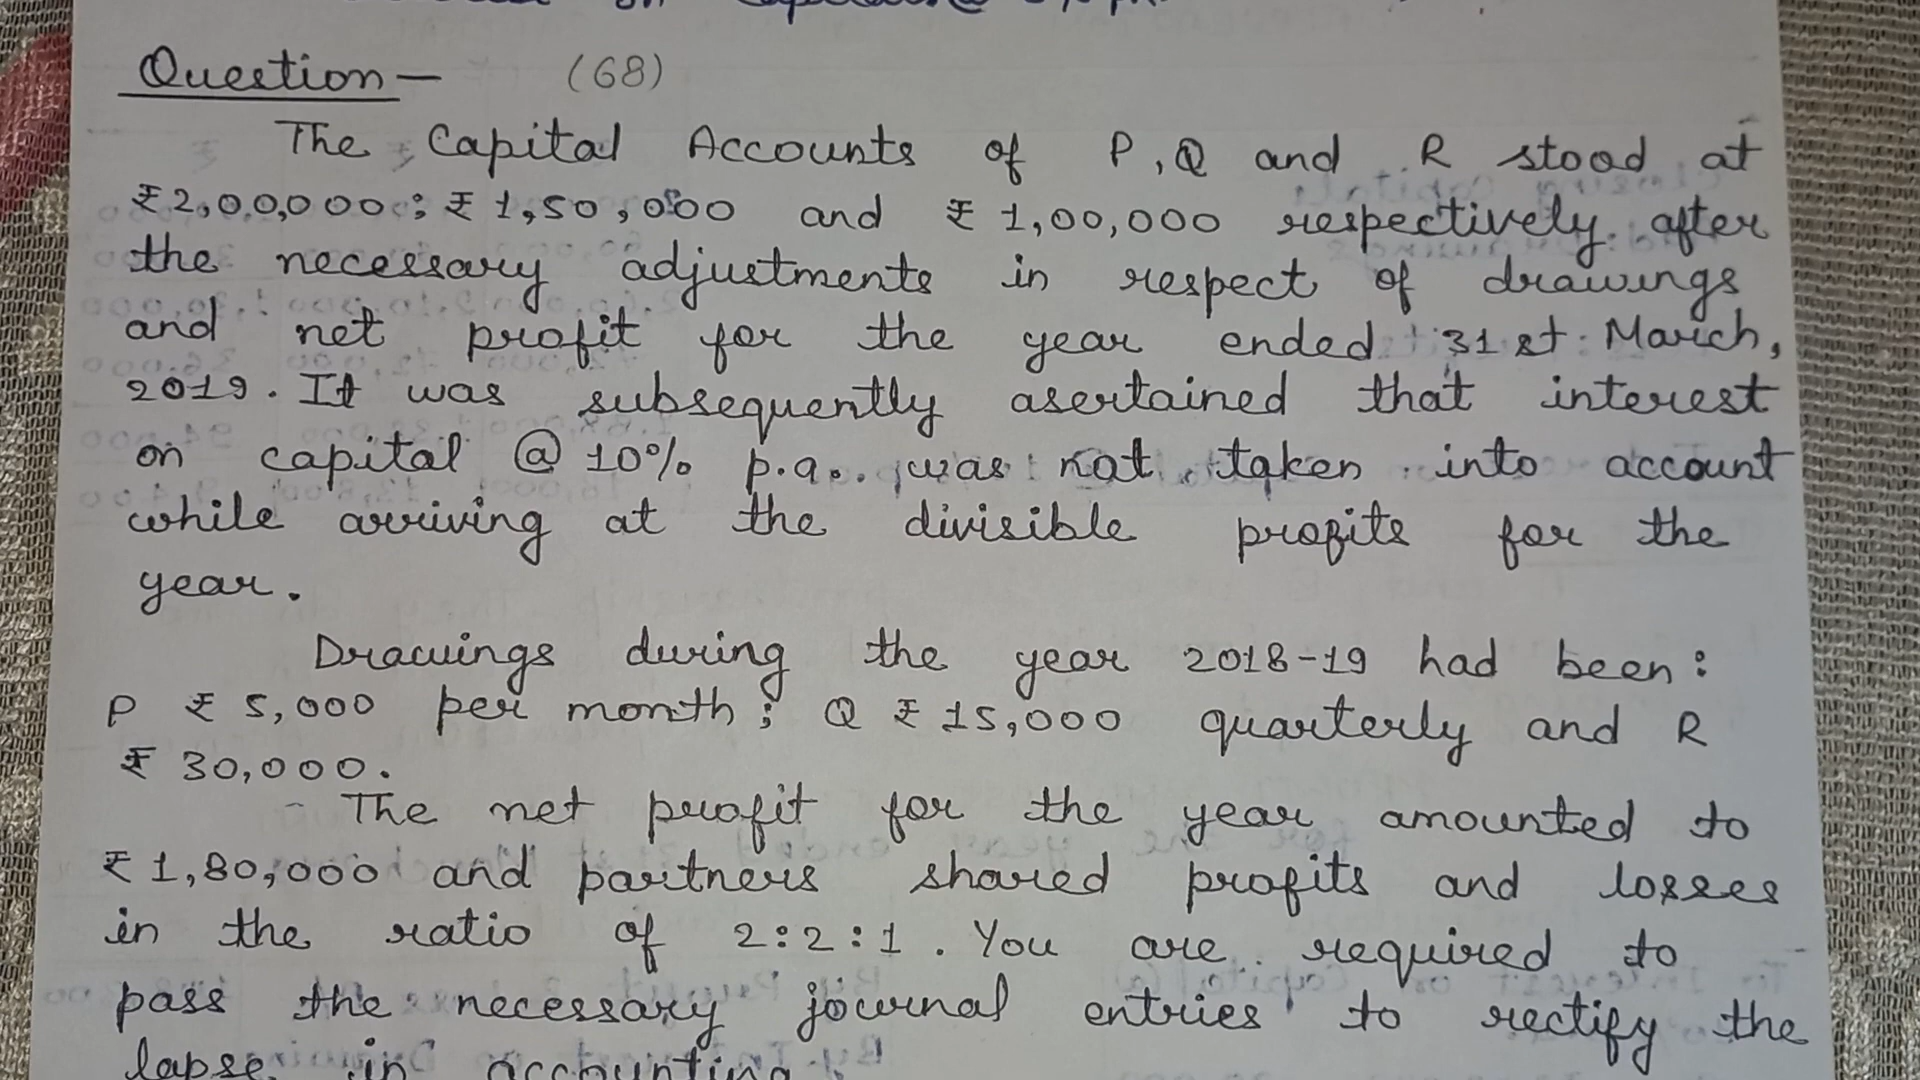 on Capital @
Question — (68)
The Capital Accounts of P, Q and R stood at
₹2,00,000; ₹1,50,000 and ₹1,00,000 respectively after
the necessary adjustments in respect of drawings
and net profit for the year ended 31st March,
2019. It was subsequently asertained that interest
on capital @ 10% p.a. was not taken into account
while arriving at the divisible profits for the
year.
Drawings during the year 2018-19 had been:
P ₹5,000 per month; Q ₹15,000 quarterly and R
₹30,000.
The net profit for the year amounted to
₹1,80,000 and partners shared profits and losses
in the ratio of 2:2:1. You are required to
pass the necessary journal entries to rectify the
lapse in accounting.